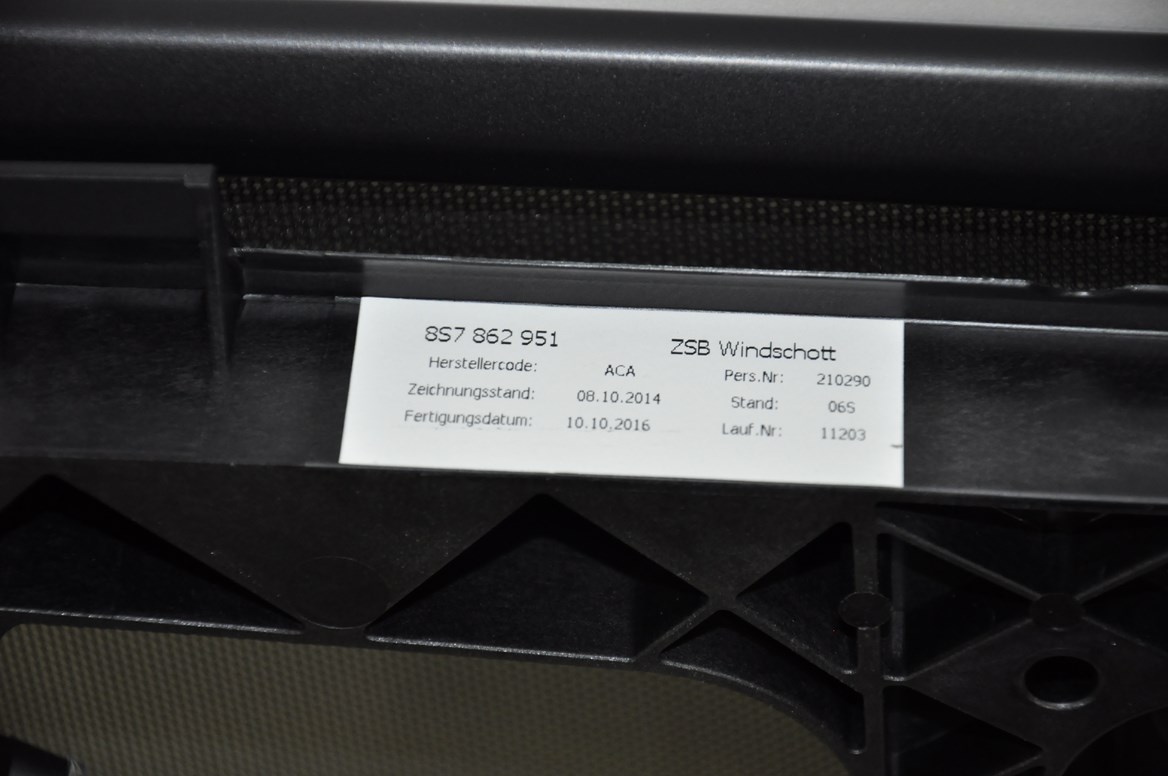 8S7 862 951 ZSB Windschott
Herstellercode: ACA Pers.Nr: 210290
Zeichnungsstand: 08.10.2014 Stand: 06S
Fertigungsdatum: 10.10.2016 Lauf.Nr: 11203